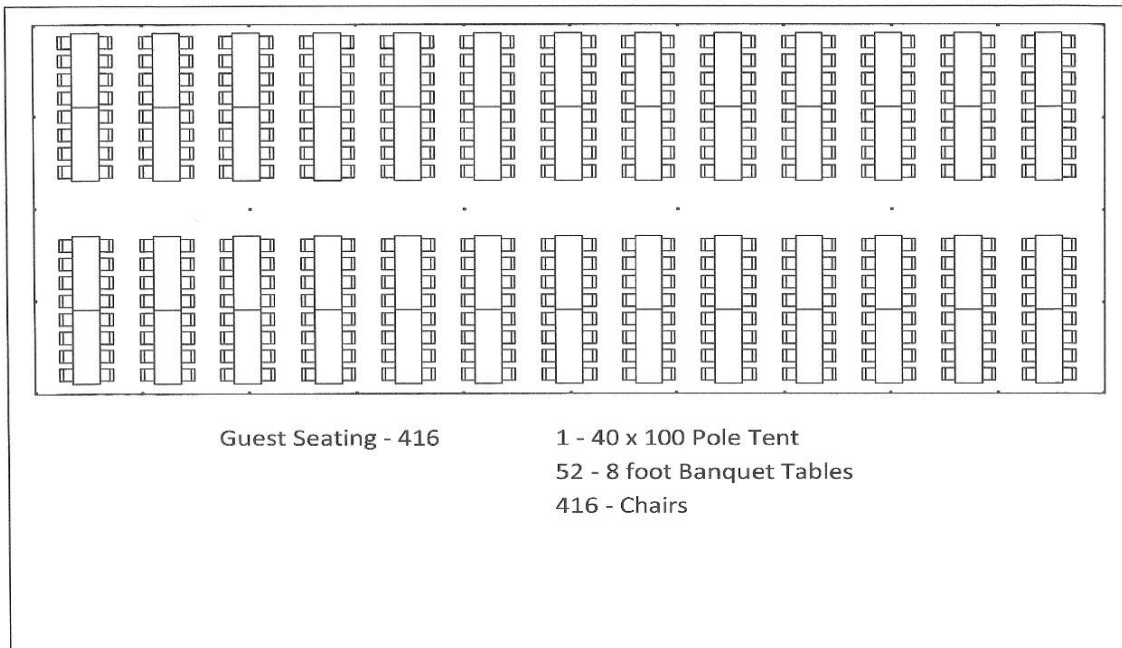 Guest Seating - 416
1 - 40 x 100 Pole Tent
52 - 8 foot Banquet Tables
416 - Chairs